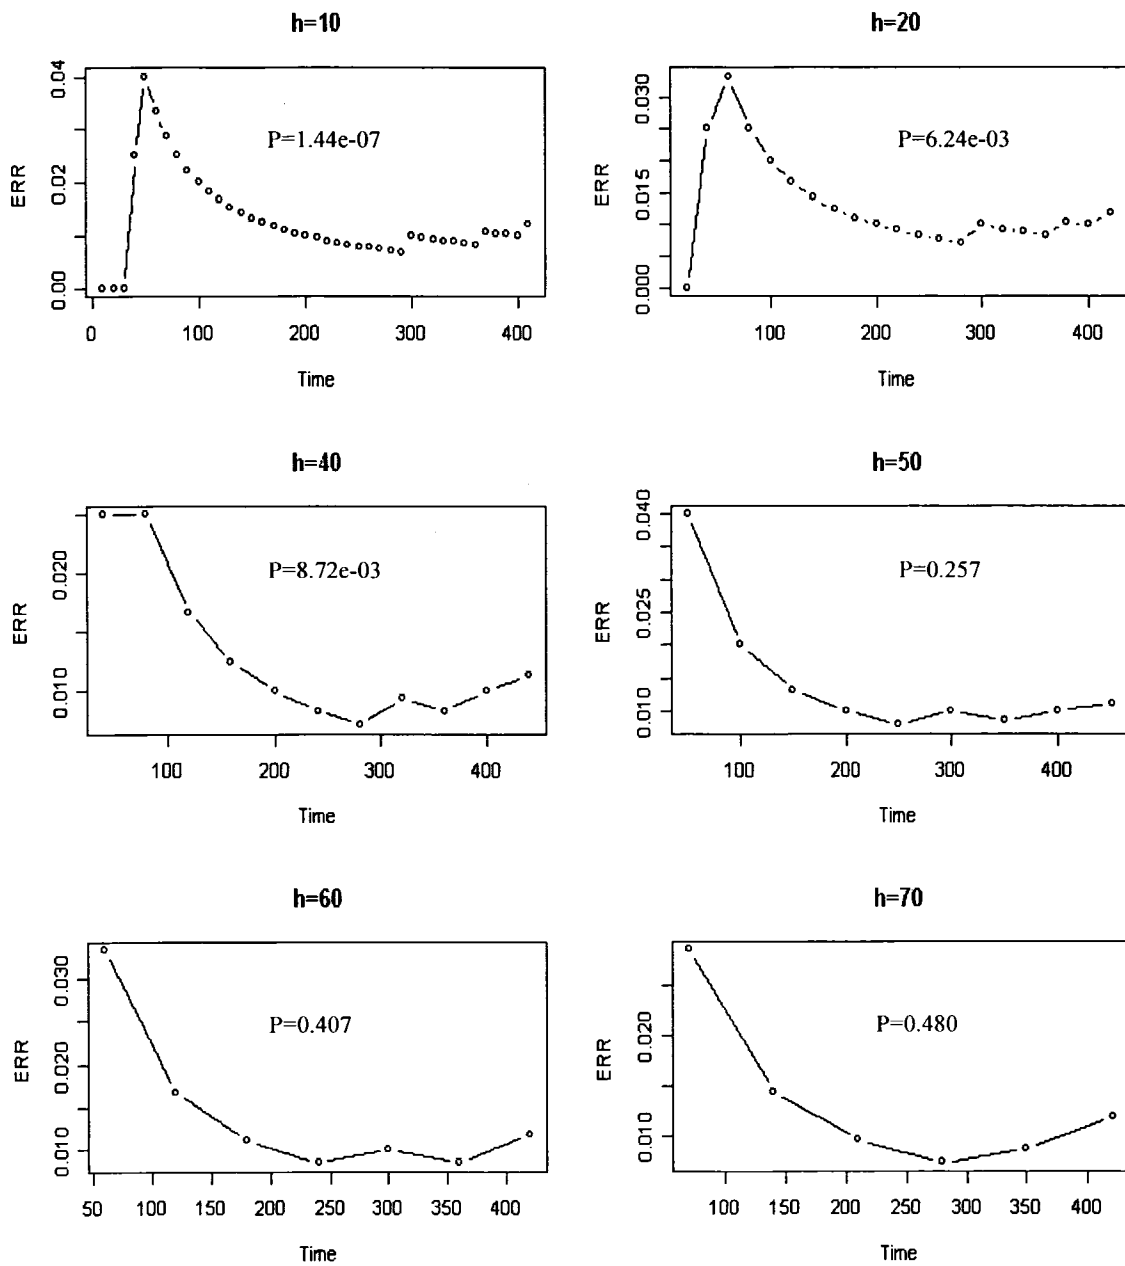 h=10
0.04
0.02
0.00
ERR
P=1.44e-07
0 100 200 300 400
Time
h=20
0.030
0.015
0.000
ERR
P=6.24e-03
100 200 300 400
Time
h=40
0.020
0.010
ERR
P=8.72e-03
100 200 300 400
Time
h=50
0.040
0.025
0.010
ERR
P=0.257
100 200 300 400
Time
h=60
0.030
0.020
0.010
ERR
P=0.407
50 100 150 200 250 300 350 400
Time
h=70
0.020
0.010
ERR
P=0.480
100 150 200 250 300 350 400
Time